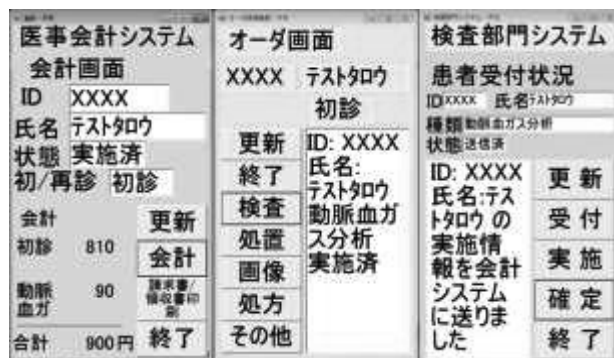 医事会計システム
会計画面
ID XXXX
氏名 テストタロウ
状態 実施済
初/再診 初診
会計
初診 810
動脈
血ガ 90
合計 900円
更新
会計
請求書/
領収書印
刷
終了
オーダ画面
XXXX テストタロウ
初診
更新
終了
検査
処置
画像
処方
その他
ID: XXXX
氏名:
テストタロウ
動脈血ガ
ス分析
実施済
検査部門システム
患者受付状況
ID XXXX 氏名 テストタロウ
種類 動脈血ガス分析
状態 送信済
ID: XXXX
氏名:テス
トタロウ の
実施情
報を会計
システム
に送りま
した
更新
受付
実施
確定
終了